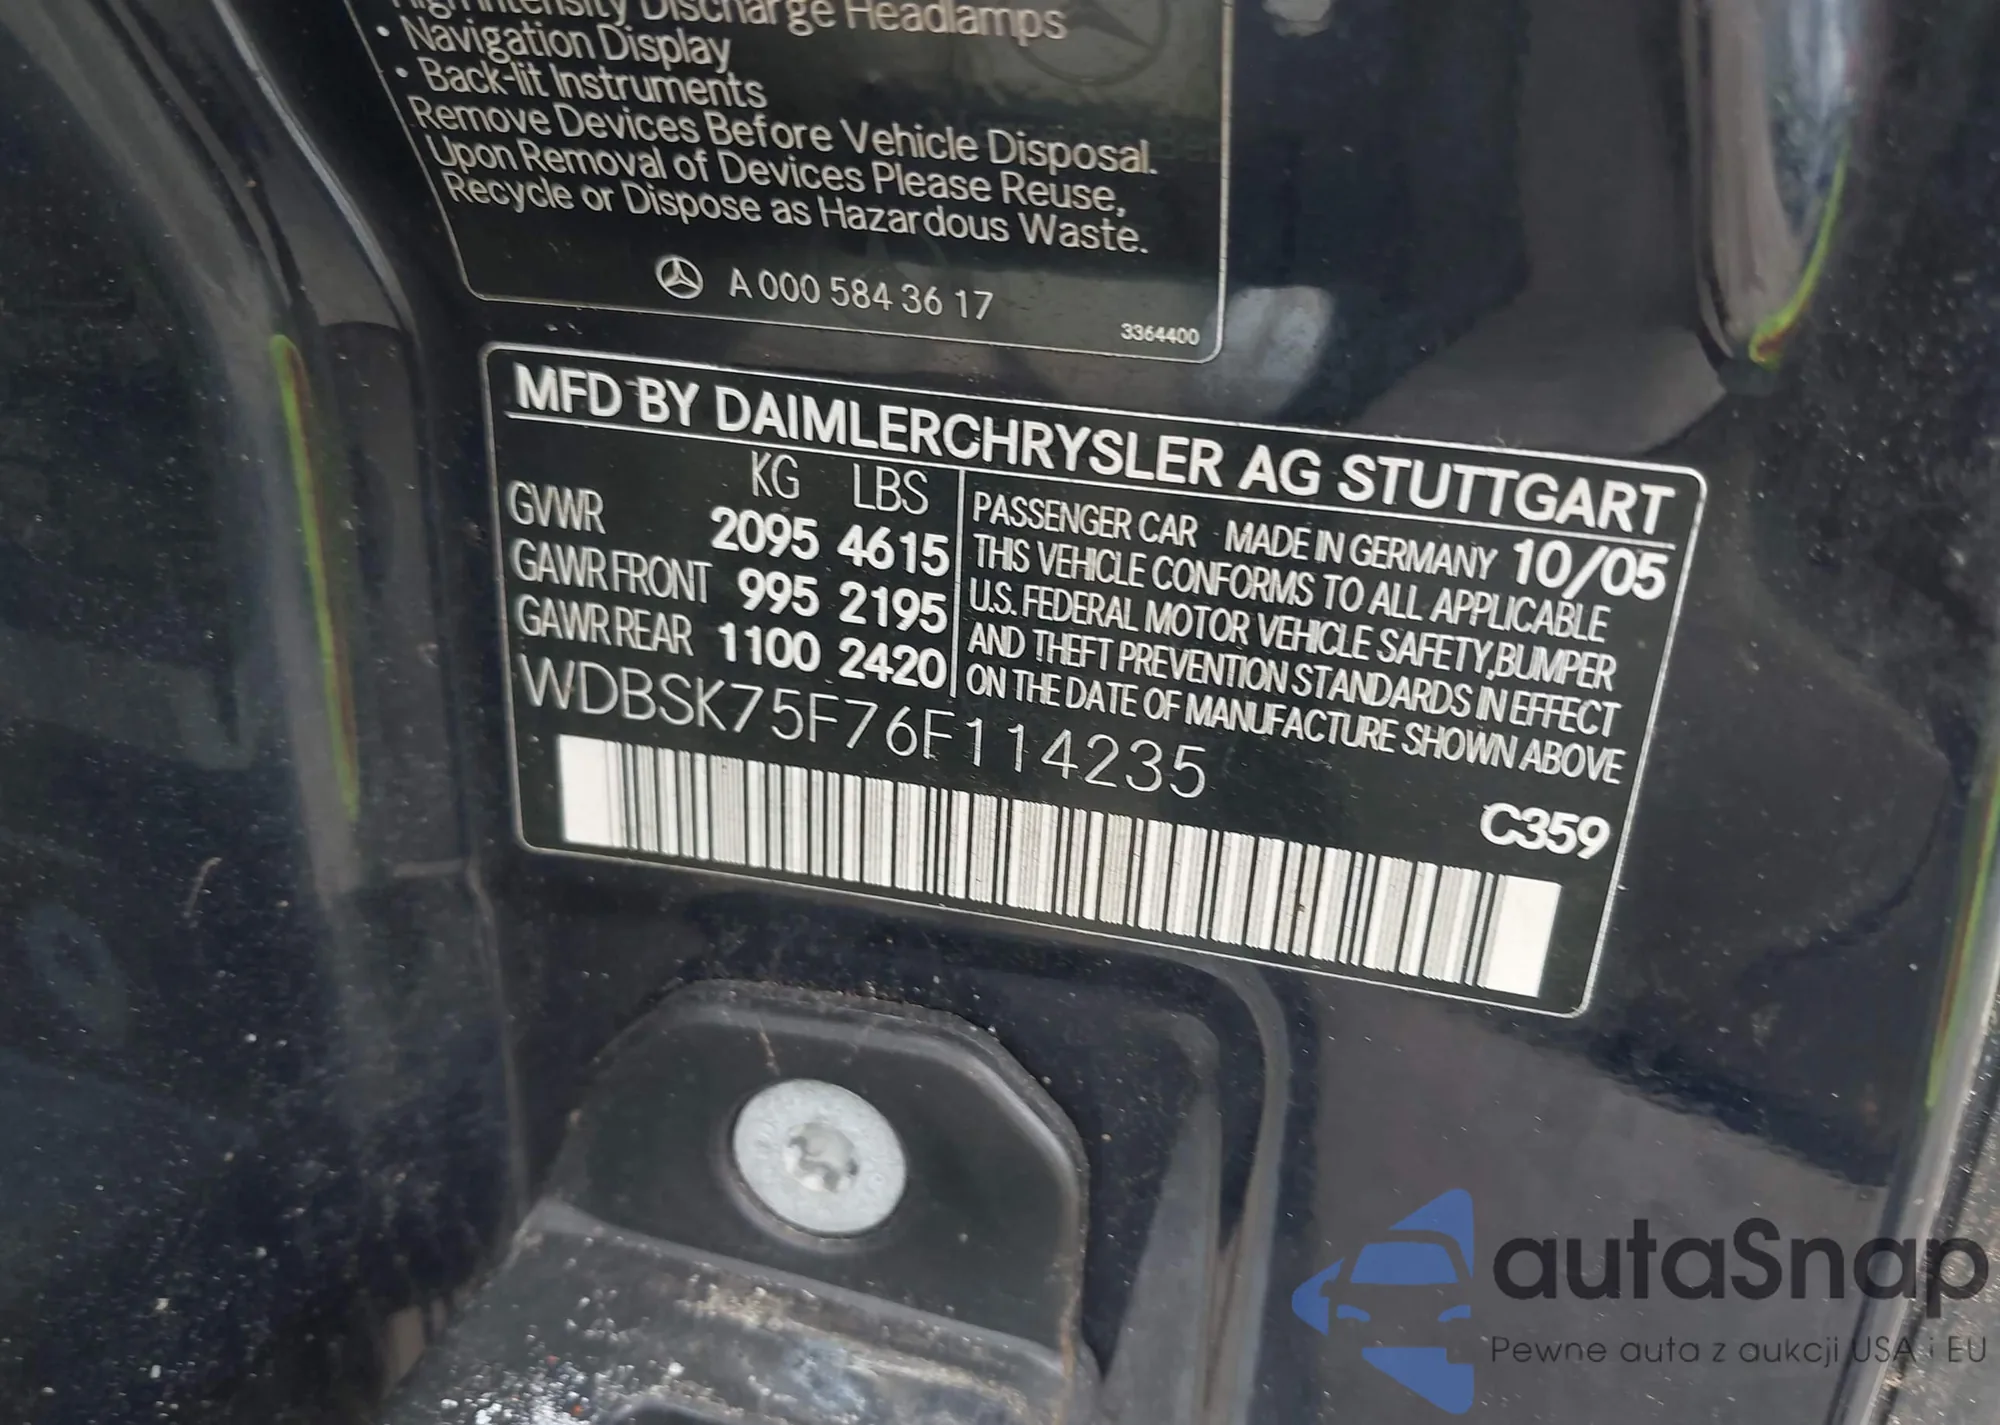 High Intensity Discharge Headlamps
• Navigation Display
• Back-lit Instruments
Remove Devices Before Vehicle Disposal.
Upon Removal of Devices Please Reuse,
Recycle or Dispose as Hazardous Waste.
A 000 584 36 17
3364400
MFD BY DAIMLERCHRYSLER AG STUTTGART
KG LBS
GVWR 2095 4615
GAWR FRONT 995 2195
GAWR REAR 1100 2420
PASSENGER CAR MADE IN GERMANY 10/05
THIS VEHICLE CONFORMS TO ALL APPLICABLE
U.S. FEDERAL MOTOR VEHICLE SAFETY,BUMPER
AND THEFT PREVENTION STANDARDS IN EFFECT
ON THE DATE OF MANUFACTURE SHOWN ABOVE
WDBSK75F76F114235
C359
autaSnap
Pewne auta z aukcji USA i EU